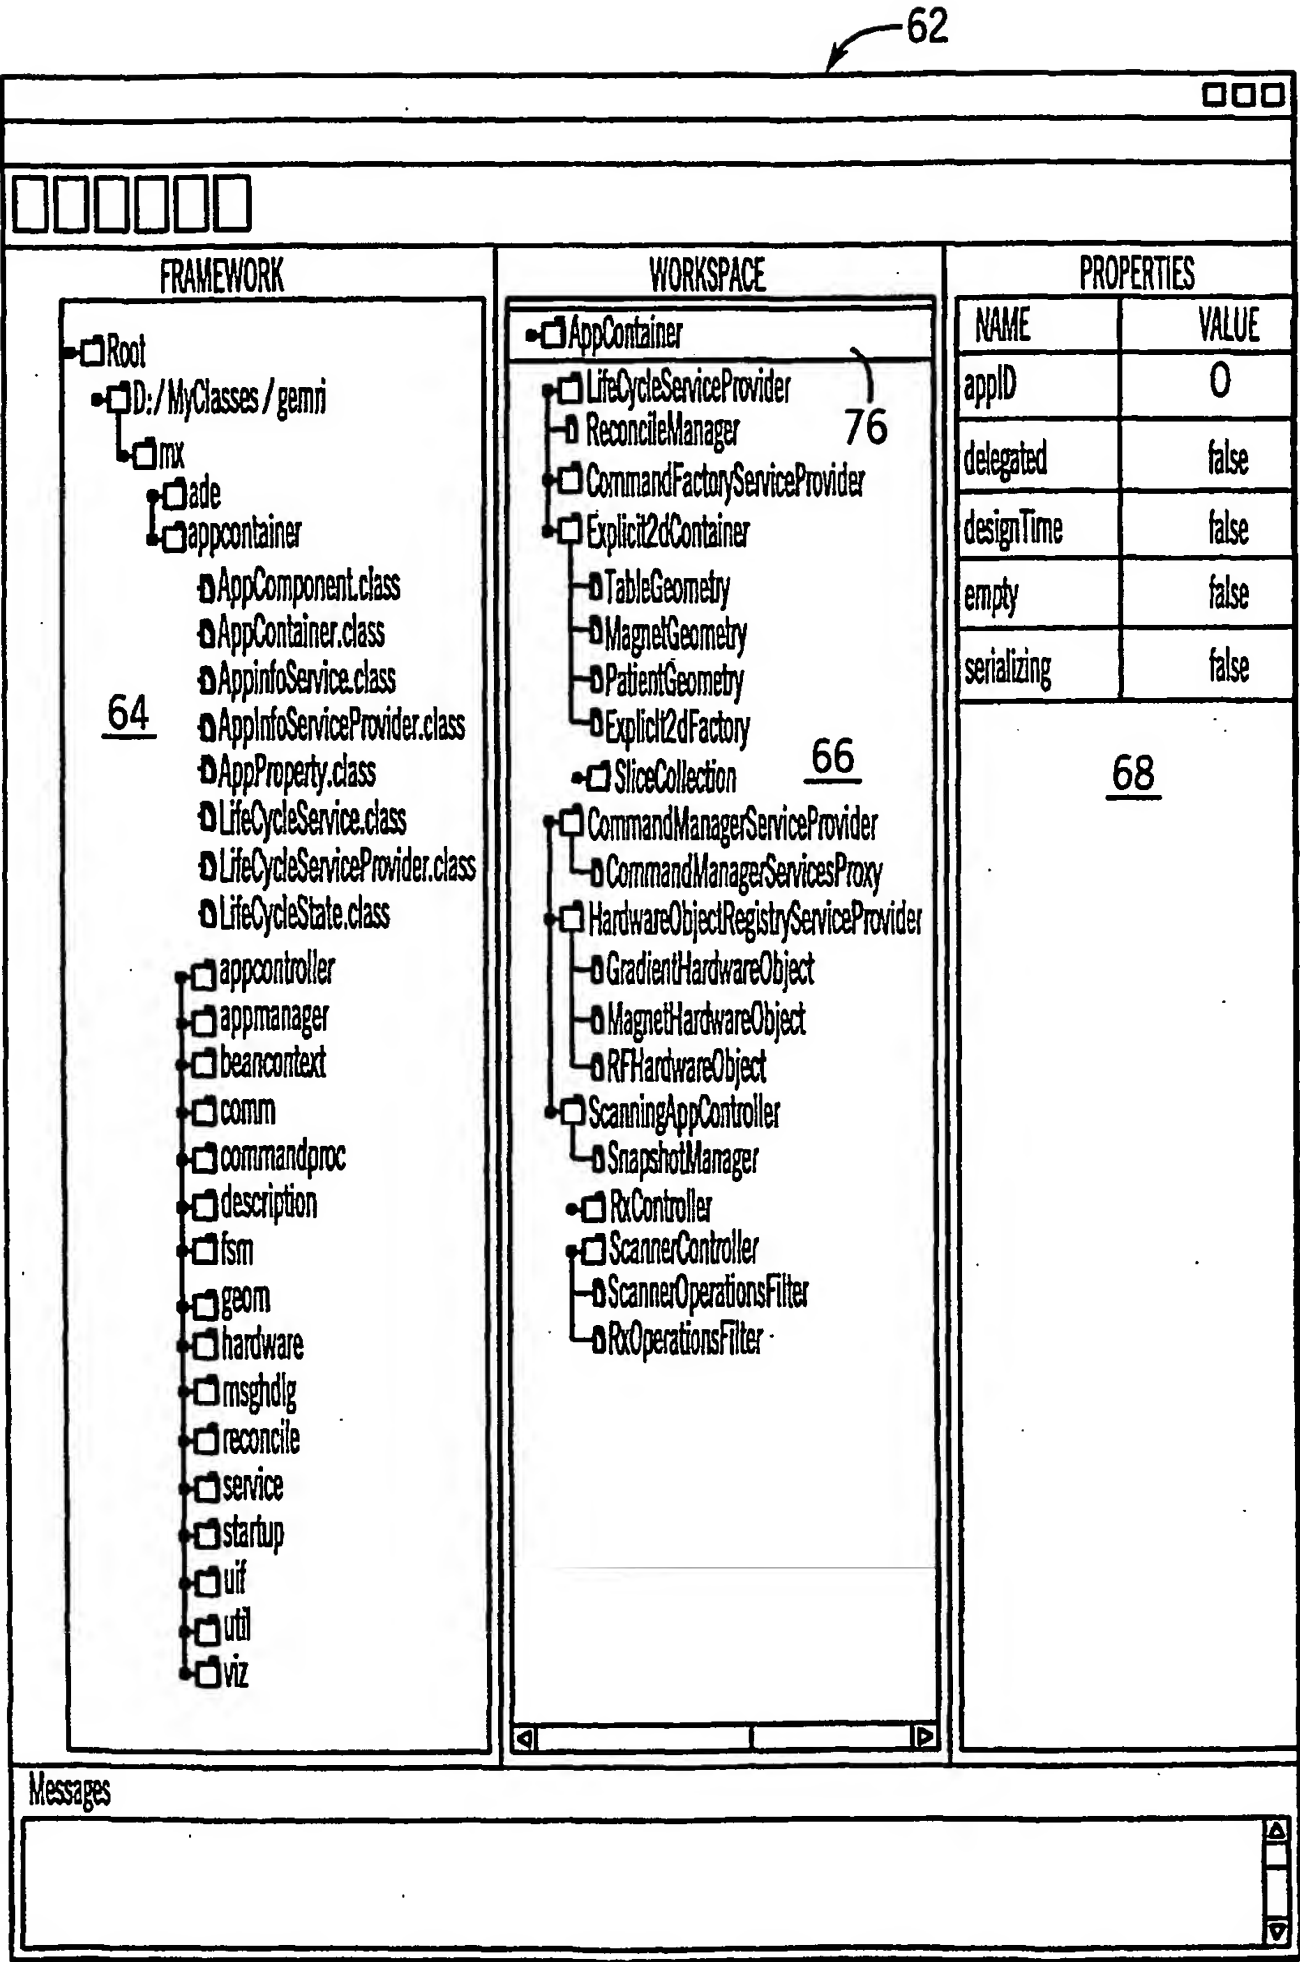 62
FRAMEWORK
Root
D:/MyClasses/gemri
mx
ade
appcontainer
AppComponent.class
AppContainer.class
AppinfoService.class
AppInfoServiceProvider.class
AppProperty.class
LifeCycleService.class
LifeCycleServiceProvider.class
LifeCycleState.class
64
appcontroller
appmanager
beancontext
comm
commandproc
description
fsm
geom
hardware
msghdlg
reconcile
service
startup
uif
util
viz
WORKSPACE
AppContainer
76
LifeCycleServiceProvider
ReconcileManager
CommandFactoryServiceProvider
Explicit2dContainer
TableGeometry
MagnetGeometry
PatientGeometry
Explicit2dFactory
66
SliceCollection
CommandManagerServiceProvider
CommandManagerServicesProxy
HardwareObjectRegistryServiceProvider
GradientHardwareObject
MagnetHardwareObject
RFHardwareObject
ScanningAppController
SnapshotManager
RxController
ScannerController
ScannerOperationsFilter
RxOperationsFilter
PROPERTIES
NAME VALUE
appID 0
delegated false
designTime false
empty false
serializing false
68
Messages